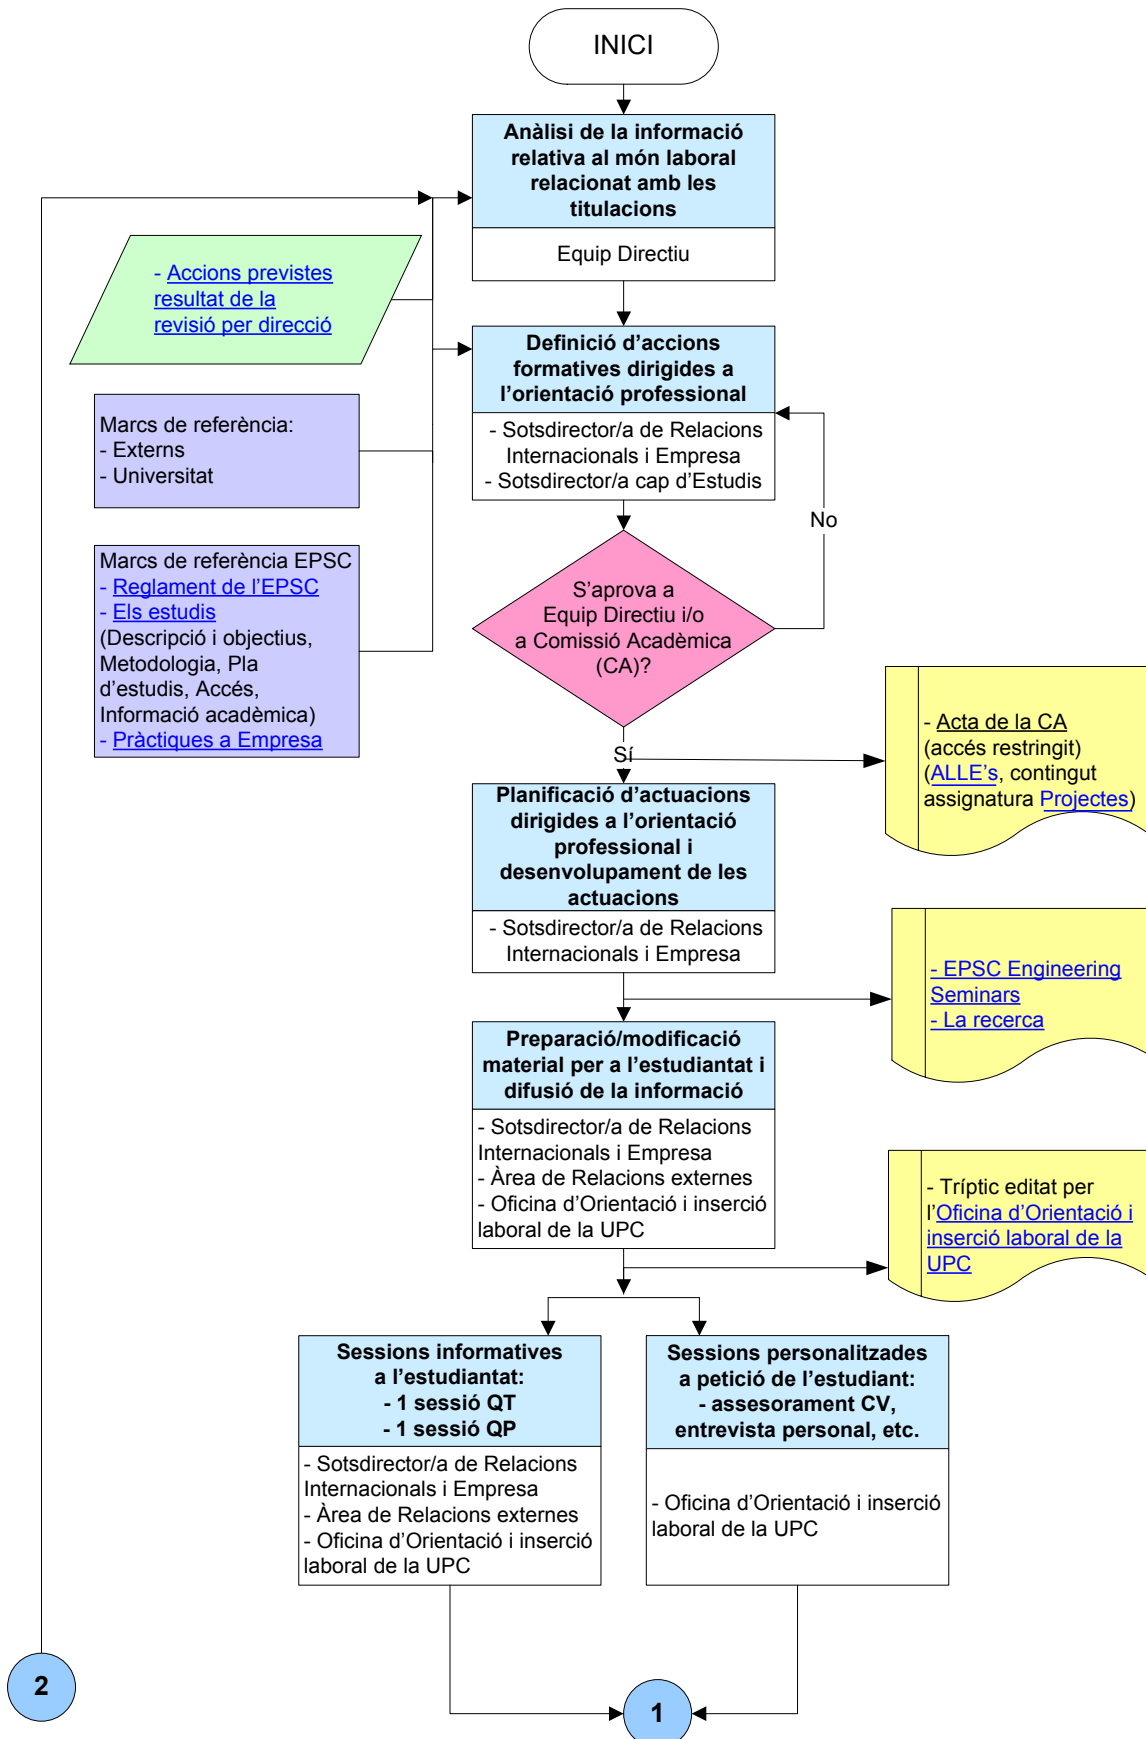 INICI
Anàlisi de la informació
relativa al món laboral
relacionat amb les
titulacions
Equip Directiu
- Accions previstes
resultat de la
revisió per direcció
Definició d'accions
formatives dirigides a
l'orientació professional
- Sotsdirector/a de Relacions
Internacionals i Empresa
- Sotsdirector/a cap d'Estudis
Marcs de referència:
- Externs
- Universitat
No
Marcs de referència EPSC
- Reglament de l'EPSC
- Els estudis
(Descripció i objectius,
Metodologia, Pla
d'estudis, Accés,
Informació acadèmica)
- Pràctiques a Empresa
S'aprova a
Equip Directiu i/o
a Comissió Acadèmica
(CA)?
Sí
- Acta de la CA
(accés restringit)
(ALLE's, contingut
assignatura Projectes)
Planificació d'actuacions
dirigides a l'orientació
professional i
desenvolupament de les
actuacions
- Sotsdirector/a de Relacions
Internacionals i Empresa
- EPSC Engineering
Seminars
- La recerca
Preparació/modificació
material per a l'estudiantat i
difusió de la informació
- Sotsdirector/a de Relacions
Internacionals i Empresa
- Àrea de Relacions externes
- Oficina d'Orientació i inserció
laboral de la UPC
- Tríptic editat per
l'Oficina d'Orientació i
inserció laboral de la
UPC
Sessions informatives
a l'estudiantat:
- 1 sessió QT
- 1 sessió QP
- Sotsdirector/a de Relacions
Internacionals i Empresa
- Àrea de Relacions externes
- Oficina d'Orientació i inserció
laboral de la UPC
Sessions personalitzades
a petició de l'estudiant:
- assesorament CV,
entrevista personal, etc.
- Oficina d'Orientació i inserció
laboral de la UPC
2
1